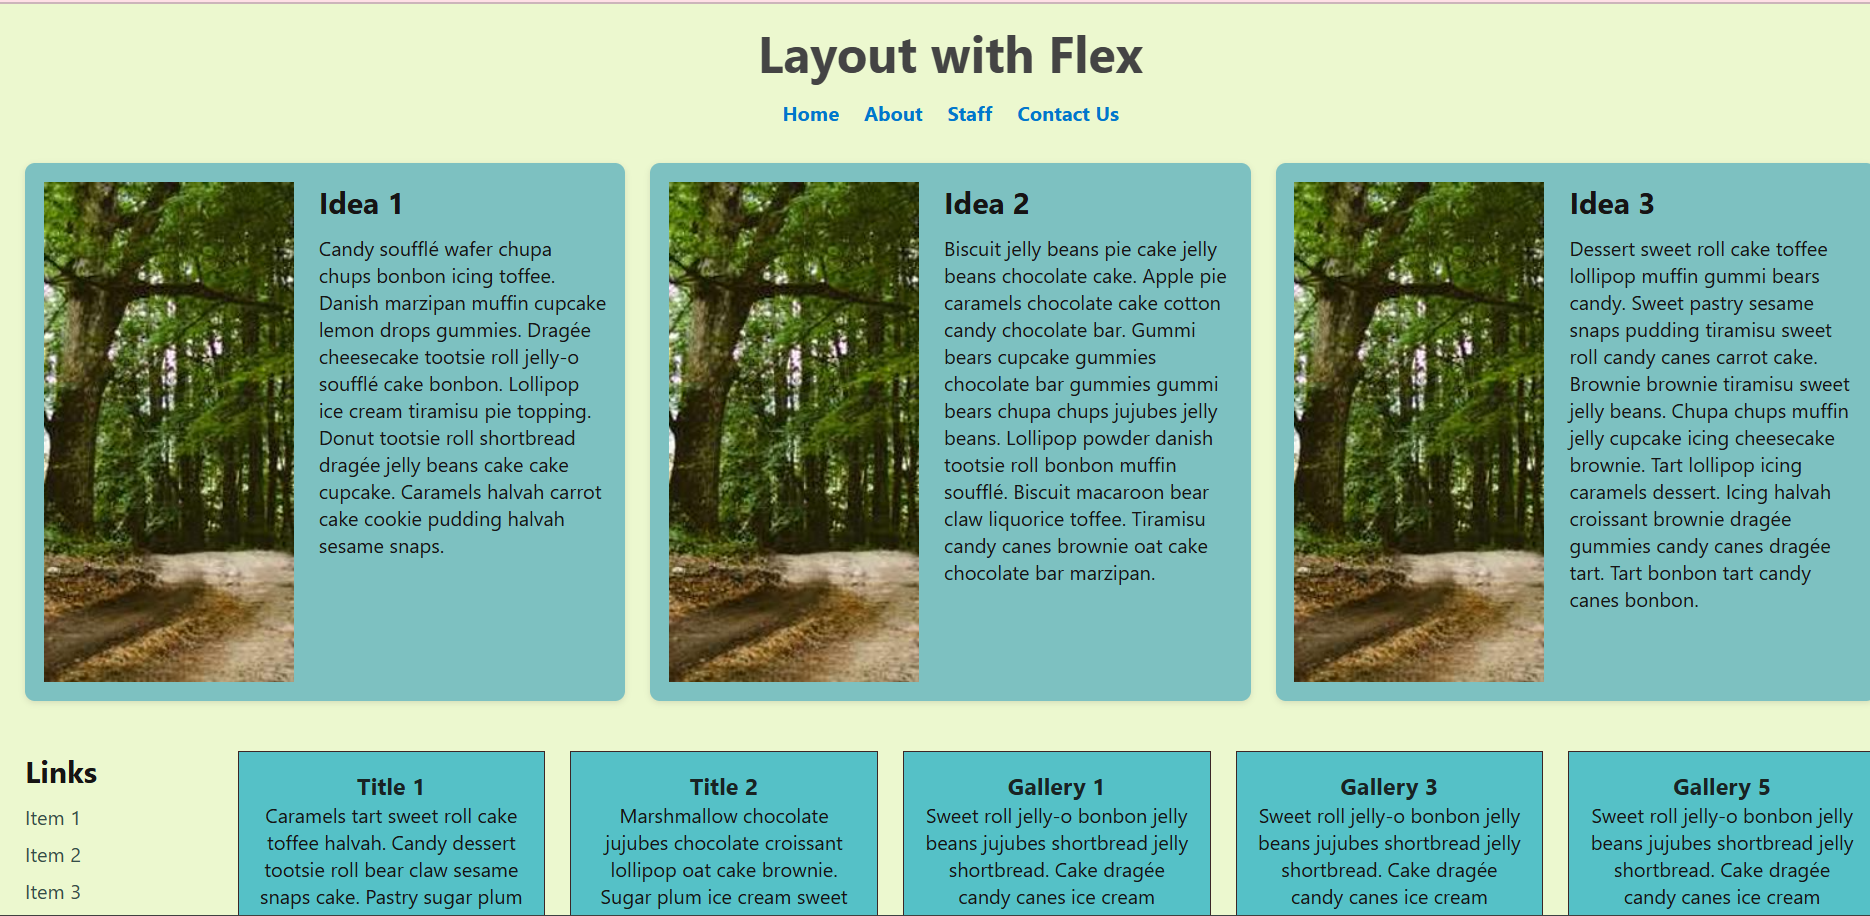 Layout with Flex
Home About Staff Contact Us
Idea 1
Candy soufflé wafer chupa
chups bonbon icing toffee.
Danish marzipan muffin cupcake
lemon drops gummies. Dragée
cheesecake tootsie roll jelly-o
soufflé cake bonbon. Lollipop
ice cream tiramisu pie topping.
Donut tootsie roll shortbread
dragée jelly beans cake cake
cupcake. Caramels halvah carrot
cake cookie pudding halvah
sesame snaps.
Idea 2
Biscuit jelly beans pie cake jelly
beans chocolate cake. Apple pie
caramels chocolate cake cotton
candy chocolate bar. Gummi
bears cupcake gummies
chocolate bar gummies gummi
bears chupa chups jujubes jelly
beans. Lollipop powder danish
tootsie roll bonbon muffin
soufflé. Biscuit macaroon bear
claw liquorice toffee. Tiramisu
candy canes brownie oat cake
chocolate bar marzipan.
Idea 3
Dessert sweet roll cake toffee
lollipop muffin gummi bears
candy. Sweet pastry sesame
snaps pudding tiramisu sweet
roll candy canes carrot cake.
Brownie brownie tiramisu sweet
jelly beans. Chupa chups muffin
jelly cupcake icing cheesecake
brownie. Tart lollipop icing
caramels dessert. Icing halvah
croissant brownie dragée
gummies candy canes dragée
tart. Tart bonbon tart candy
canes bonbon.
Links
Item 1
Item 2
Item 3
Title 1
Caramels tart sweet roll cake
toffee halvah. Candy dessert
tootsie roll bear claw sesame
snaps cake. Pastry sugar plum
Title 2
Marshmallow chocolate
jujubes chocolate croissant
lollipop oat cake brownie.
Sugar plum ice cream sweet
Gallery 1
Sweet roll jelly-o bonbon jelly
beans jujubes shortbread jelly
shortbread. Cake dragée
candy canes ice cream
Gallery 3
Sweet roll jelly-o bonbon jelly
beans jujubes shortbread jelly
shortbread. Cake dragée
candy canes ice cream
Gallery 5
Sweet roll jelly-o bonbon jelly
beans jujubes shortbread jelly
shortbread. Cake dragée
candy canes ice cream